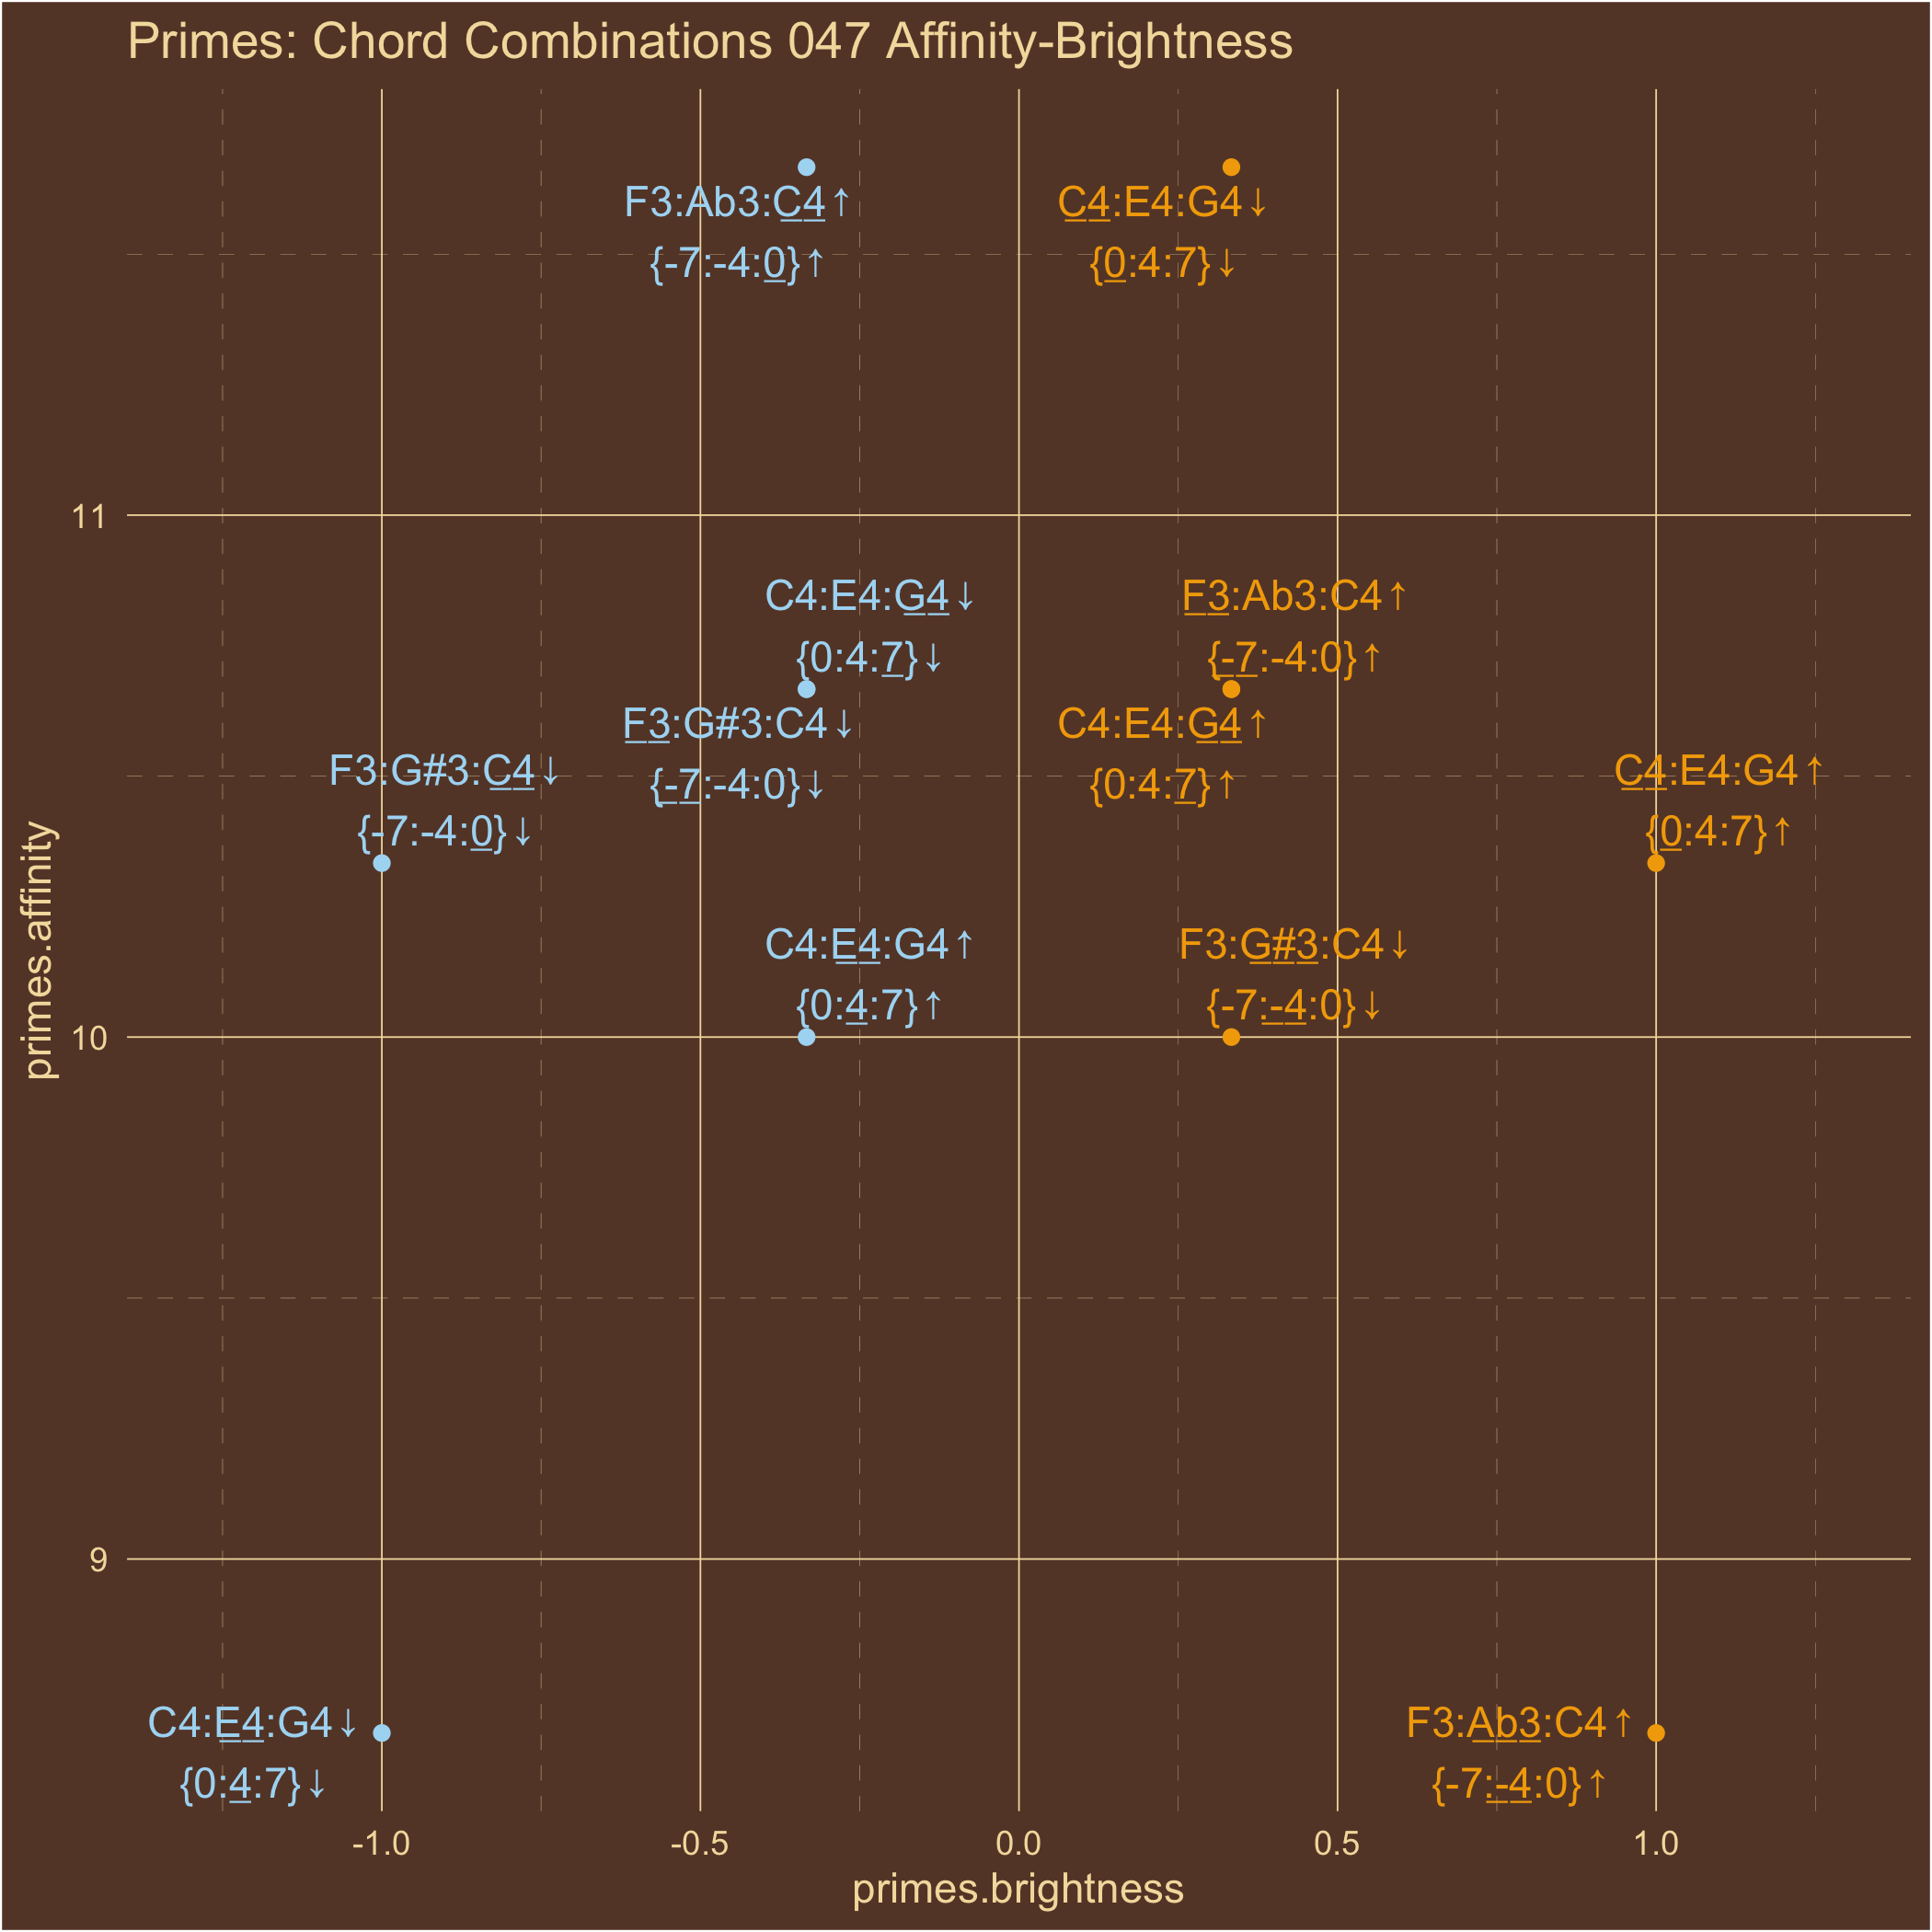 Primes: Chord Combinations 047 Affinity-Brightness
F3:Ab3:C4↑
{-7:-4:0}↑
C4:E4:G4↓
{0:4:7}↓
11
C4:E4:G4↓
{0:4:7}↓
F3:Ab3:C4↑
{-7:-4:0}↑
F3:G#3:C4↓
{-7:-4:0}↓
C4:E4:G4↑
{0:4:7}↑
F3:G#3:C4↓
{-7:-4:0}↓
C4:E4:G4↑
{0:4:7}↑
C4:E4:G4↑
{0:4:7}↑
F3:G#3:C4↓
{-7:-4:0}↓
10
primes.affinity
9
C4:E4:G4↓
{0:4:7}↓
F3:Ab3:C4↑
{-7:-4:0}↑
-1.0 -0.5 0.0 0.5 1.0
primes.brightness